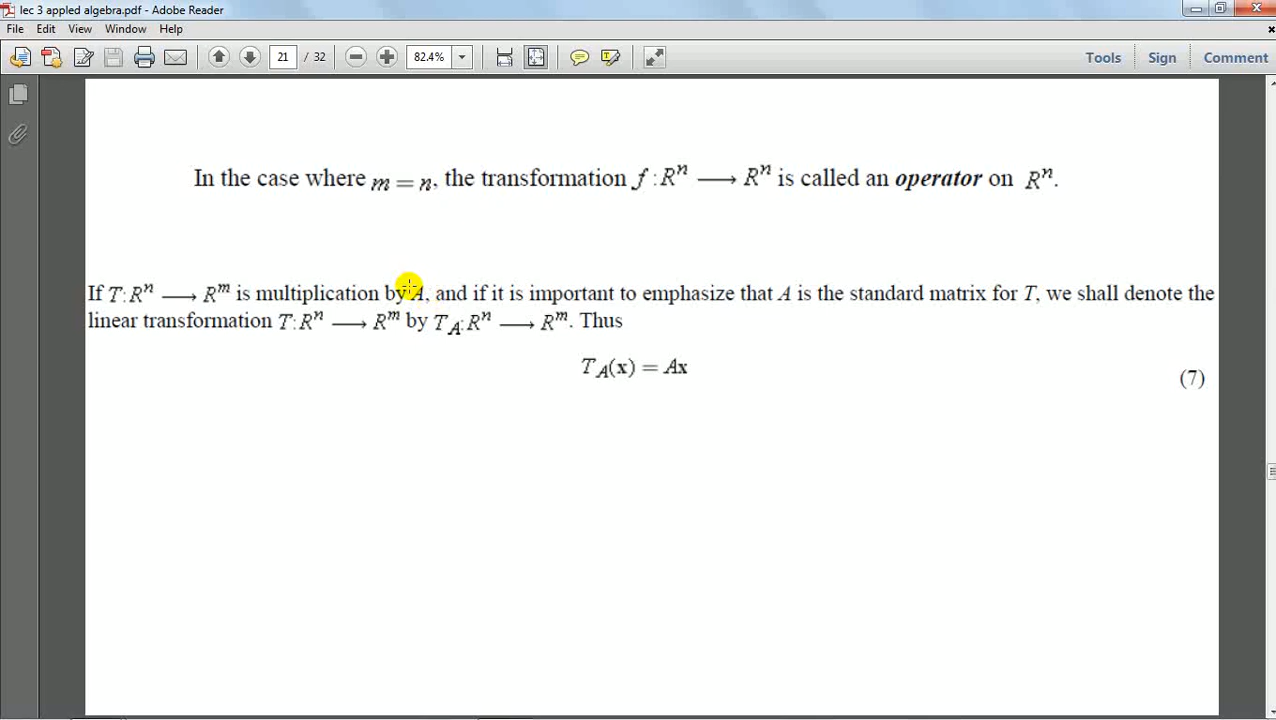 lec 3 appled algebra.pdf - Adobe Reader
File Edit View Window Help
21 / 32 82.4% Tools Sign Comment
In the case where m = n, the transformation f : Rⁿ ⟶ Rⁿ is called an operator on Rⁿ.
If T: Rⁿ ⟶ Rᵐ is multiplication by A, and if it is important to emphasize that A is the standard matrix for T, we shall denote the
linear transformation T: Rⁿ ⟶ Rᵐ by T_A: Rⁿ ⟶ Rᵐ. Thus
T_A(x) = Ax
(7)